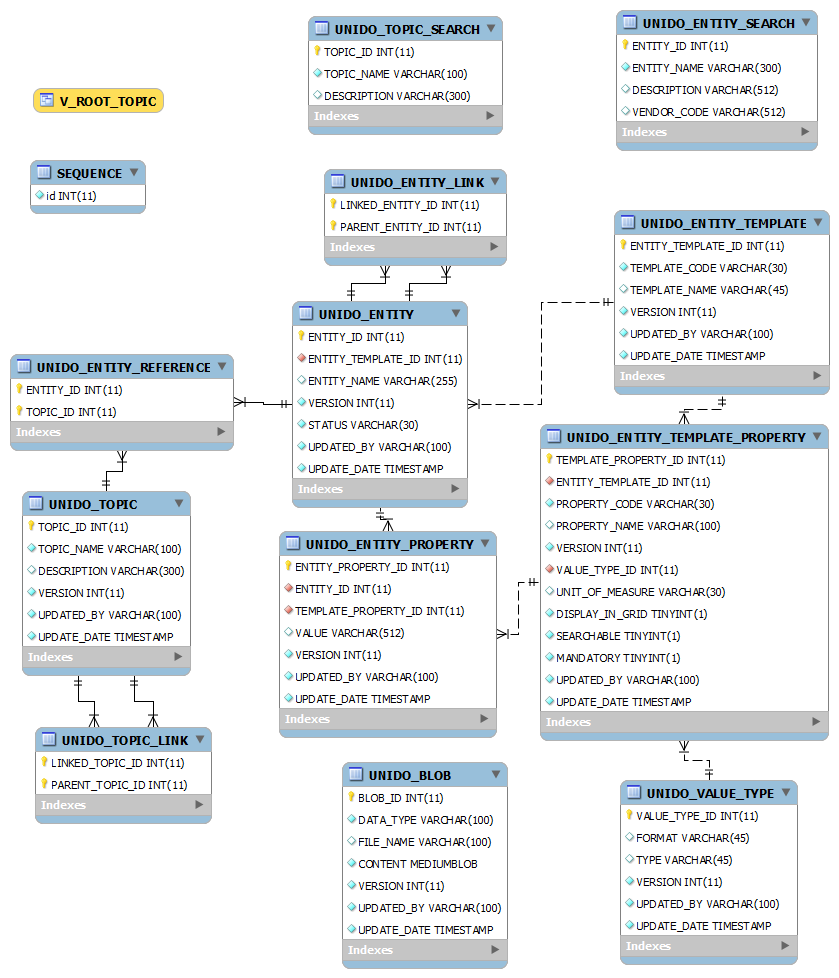 UNIDO_TOPIC_SEARCH
TOPIC_ID INT(11)
TOPIC_NAME VARCHAR(100)
DESCRIPTION VARCHAR(300)
Indexes
UNIDO_ENTITY_SEARCH
ENTITY_ID INT(11)
ENTITY_NAME VARCHAR(300)
DESCRIPTION VARCHAR(512)
VENDOR_CODE VARCHAR(512)
Indexes
V_ROOT_TOPIC
SEQUENCE
id INT(11)
UNIDO_ENTITY_LINK
LINKED_ENTITY_ID INT(11)
PARENT_ENTITY_ID INT(11)
Indexes
UNIDO_ENTITY_TEMPLATE
ENTITY_TEMPLATE_ID INT(11)
TEMPLATE_CODE VARCHAR(30)
TEMPLATE_NAME VARCHAR(45)
VERSION INT(11)
UPDATED_BY VARCHAR(100)
UPDATE_DATE TIMESTAMP
Indexes
UNIDO_ENTITY
ENTITY_ID INT(11)
ENTITY_TEMPLATE_ID INT(11)
ENTITY_NAME VARCHAR(255)
VERSION INT(11)
STATUS VARCHAR(30)
UPDATED_BY VARCHAR(100)
UPDATE_DATE TIMESTAMP
Indexes
UNIDO_ENTITY_REFERENCE
ENTITY_ID INT(11)
TOPIC_ID INT(11)
Indexes
UNIDO_ENTITY_TEMPLATE_PROPERTY
TEMPLATE_PROPERTY_ID INT(11)
ENTITY_TEMPLATE_ID INT(11)
PROPERTY_CODE VARCHAR(30)
PROPERTY_NAME VARCHAR(100)
VERSION INT(11)
VALUE_TYPE_ID INT(11)
UNIT_OF_MEASURE VARCHAR(30)
DISPLAY_IN_GRID TINYINT(1)
SEARCHABLE TINYINT(1)
MANDATORY TINYINT(1)
UPDATED_BY VARCHAR(100)
UPDATE_DATE TIMESTAMP
Indexes
UNIDO_TOPIC
TOPIC_ID INT(11)
TOPIC_NAME VARCHAR(100)
DESCRIPTION VARCHAR(300)
VERSION INT(11)
UPDATED_BY VARCHAR(100)
UPDATE_DATE TIMESTAMP
Indexes
UNIDO_ENTITY_PROPERTY
ENTITY_PROPERTY_ID INT(11)
ENTITY_ID INT(11)
TEMPLATE_PROPERTY_ID INT(11)
VALUE VARCHAR(512)
VERSION INT(11)
UPDATED_BY VARCHAR(100)
UPDATE_DATE TIMESTAMP
Indexes
UNIDO_TOPIC_LINK
LINKED_TOPIC_ID INT(11)
PARENT_TOPIC_ID INT(11)
Indexes
UNIDO_BLOB
BLOB_ID INT(11)
DATA_TYPE VARCHAR(100)
FILE_NAME VARCHAR(100)
CONTENT MEDIUMBLOB
VERSION INT(11)
UPDATED_BY VARCHAR(100)
UPDATE_DATE TIMESTAMP
Indexes
UNIDO_VALUE_TYPE
VALUE_TYPE_ID INT(11)
FORMAT VARCHAR(45)
TYPE VARCHAR(45)
VERSION INT(11)
UPDATED_BY VARCHAR(100)
UPDATE_DATE TIMESTAMP
Indexes